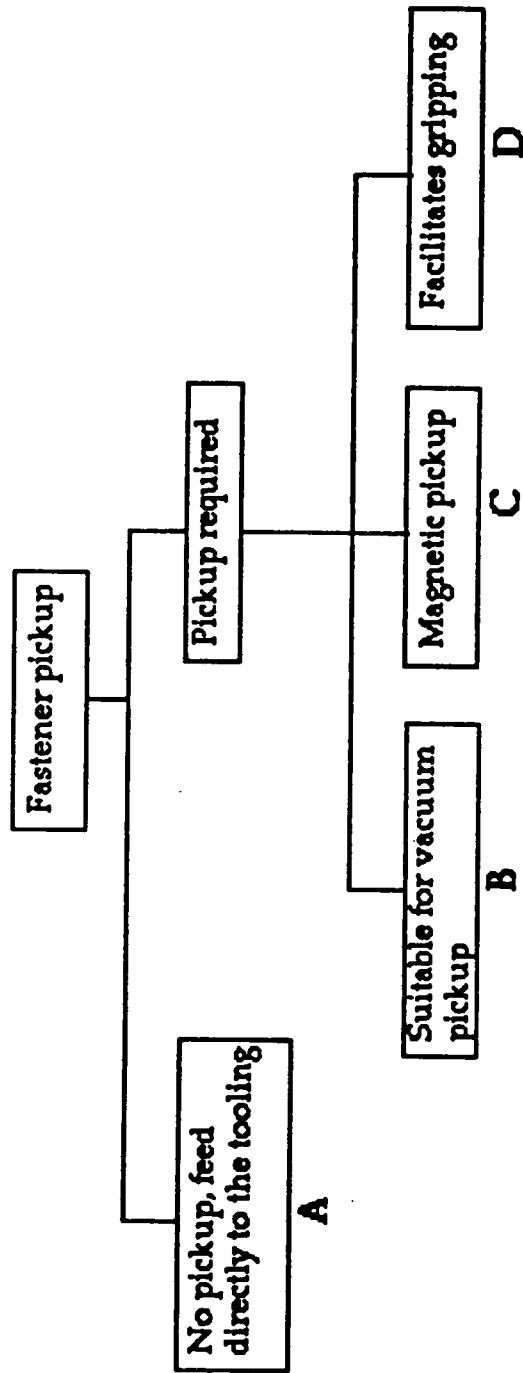 Fastener pickup
No pickup, feed
directly to the tooling
A
Pickup required
Suitable for vacuum
pickup
B
Magnetic pickup
C
Facilitates gripping
D